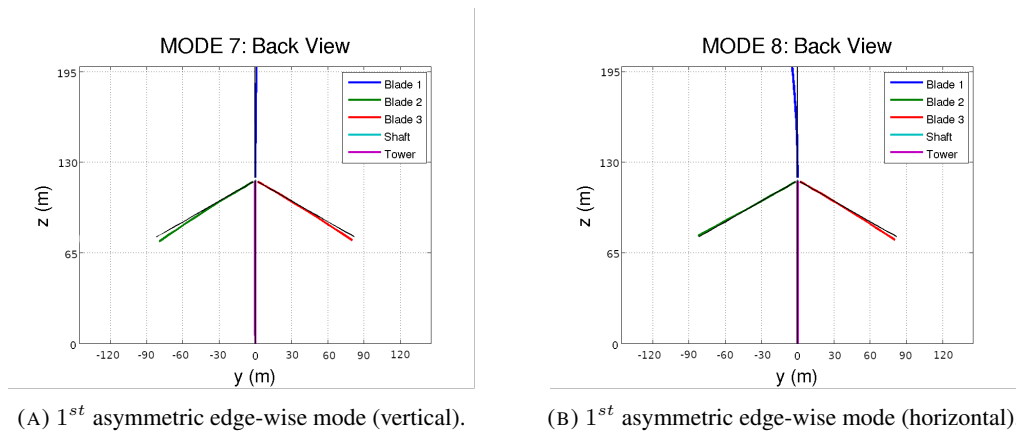 MODE 7: Back View
195
130
65
0
z (m)
-120 -90 -60 -30 0 30 60 90 120
y (m)
Blade 1
Blade 2
Blade 3
Shaft
Tower
(A) 1st asymmetric edge-wise mode (vertical).
MODE 8: Back View
195
130
65
0
z (m)
-120 -90 -60 -30 0 30 60 90 120
y (m)
Blade 1
Blade 2
Blade 3
Shaft
Tower
(B) 1st asymmetric edge-wise mode (horizontal)